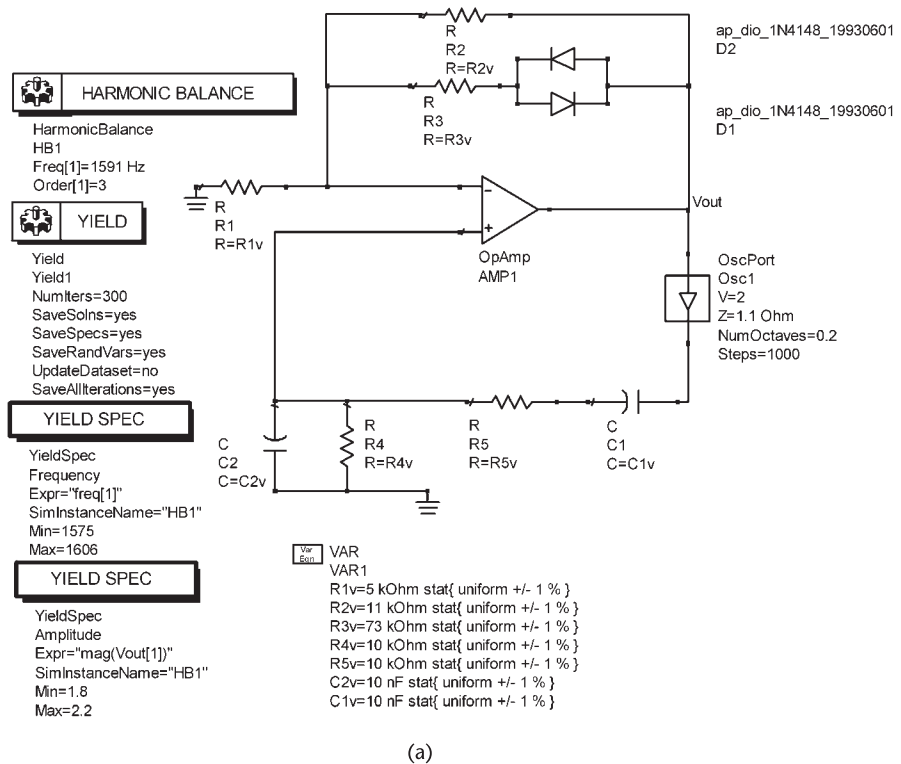 HARMONIC BALANCE
HarmonicBalance
HB1
Freq[1]=1591 Hz
Order[1]=3
YIELD
Yield
Yield1
NumIters=300
SaveSolns=yes
SaveSpecs=yes
SaveRandVars=yes
UpdateDataset=no
SaveAllIterations=yes
YIELD SPEC
YieldSpec
Frequency
Expr="freq[1]"
SimInstanceName="HB1"
Min=1575
Max=1606
YIELD SPEC
YieldSpec
Amplitude
Expr="mag(Vout[1])"
SimInstanceName="HB1"
Min=1.8
Max=2.2
R
R2
R=R2v
R
R3
R=R3v
ap_dio_1N4148_19930601
D2
ap_dio_1N4148_19930601
D1
R
R1
R=R1v
-
+
OpAmp
AMP1
Vout
OscPort
Osc1
V=2
Z=1.1 Ohm
NumOctaves=0.2
Steps=1000
C
C2
C=C2v
R
R4
R=R4v
R
R5
R=R5v
C
C1
C=C1v
Var
Eqn
VAR
VAR1
R1v=5 kOhm stat{ uniform +/- 1 % }
R2v=11 kOhm stat{ uniform +/- 1 % }
R3v=73 kOhm stat{ uniform +/- 1 % }
R4v=10 kOhm stat{ uniform +/- 1 % }
R5v=10 kOhm stat{ uniform +/- 1 % }
C2v=10 nF stat{ uniform +/- 1 % }
C1v=10 nF stat{ uniform +/- 1 % }
(a)